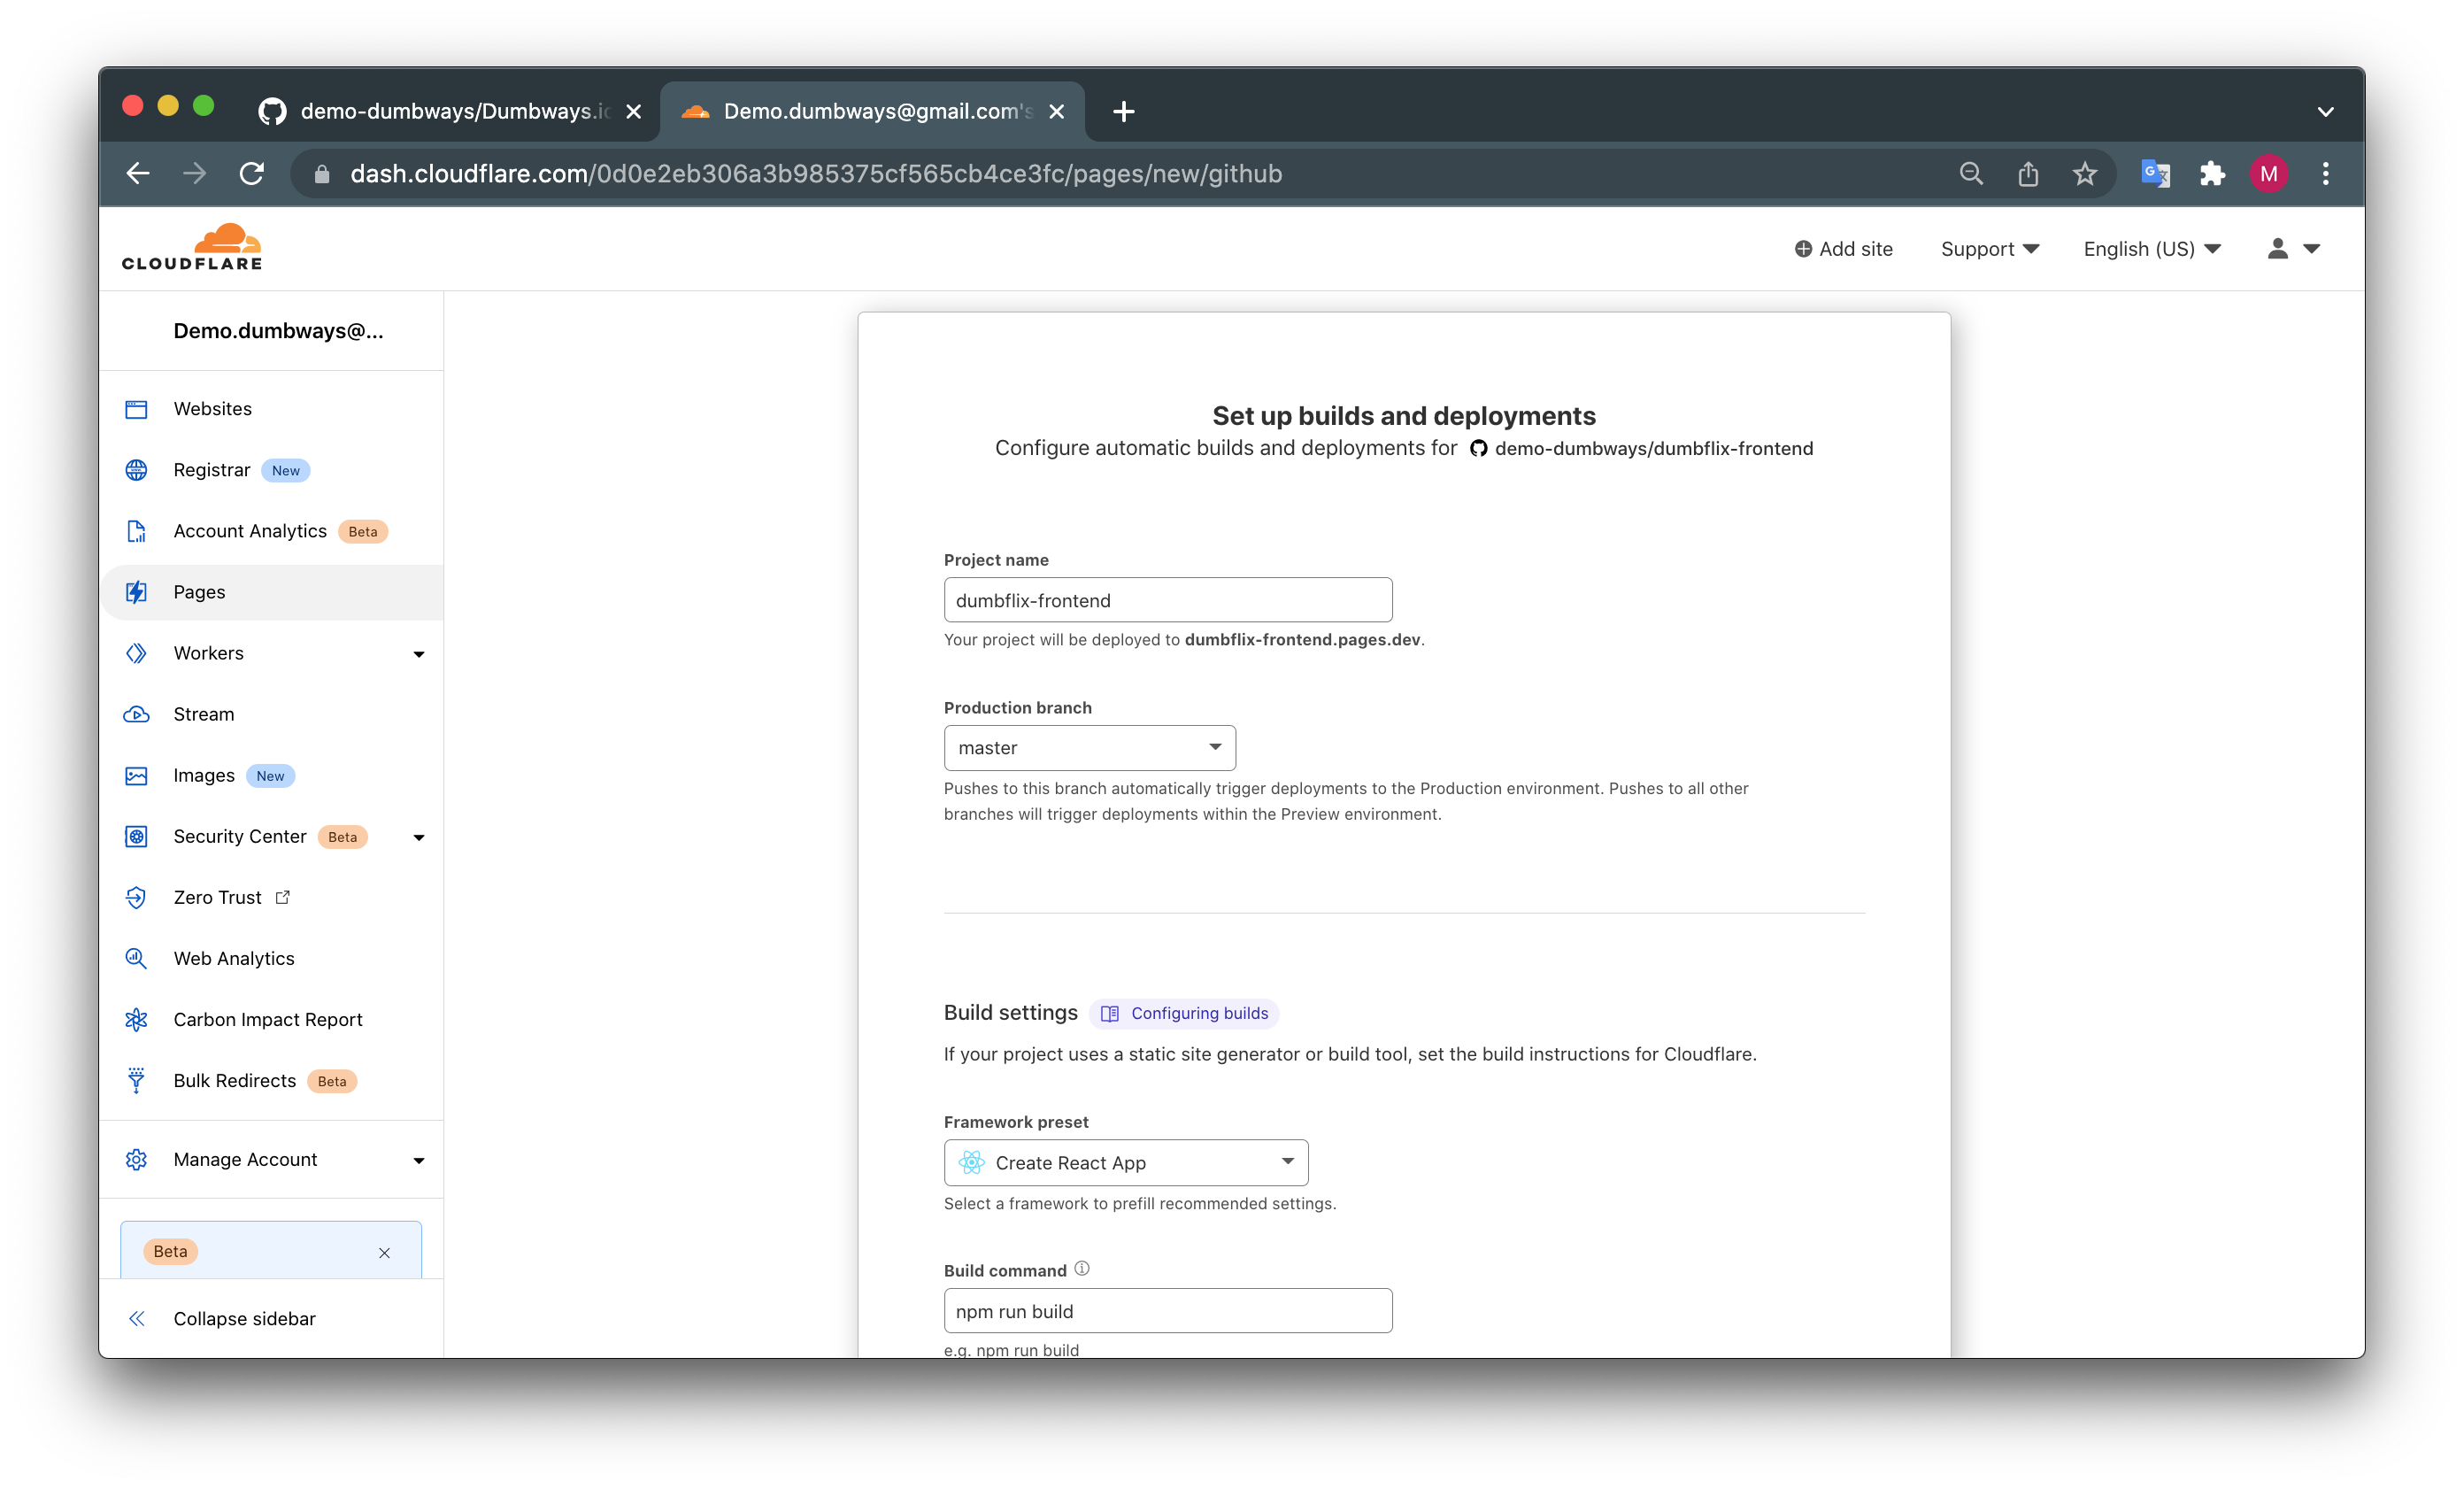 demo-dumbways/Dumbways.io
Demo.dumbways@gmail.com's
dash.cloudflare.com/0d0e2eb306a3b985375cf565cb4ce3fc/pages/new/github
M
CLOUDFLARE
Add site
Support
English (US)
Demo.dumbways@...
Websites
Registrar New
Account Analytics Beta
Pages
Workers
Stream
Images New
Security Center Beta
Zero Trust
Web Analytics
Carbon Impact Report
Bulk Redirects Beta
Manage Account
Beta
Collapse sidebar
Set up builds and deployments
Configure automatic builds and deployments for demo-dumbways/dumbflix-frontend
Project name
dumbflix-frontend
Your project will be deployed to dumbflix-frontend.pages.dev.
Production branch
master
Pushes to this branch automatically trigger deployments to the Production environment. Pushes to all other
branches will trigger deployments within the Preview environment.
Build settings Configuring builds
If your project uses a static site generator or build tool, set the build instructions for Cloudflare.
Framework preset
Create React App
Select a framework to prefill recommended settings.
Build command
npm run build
e.g. npm run build